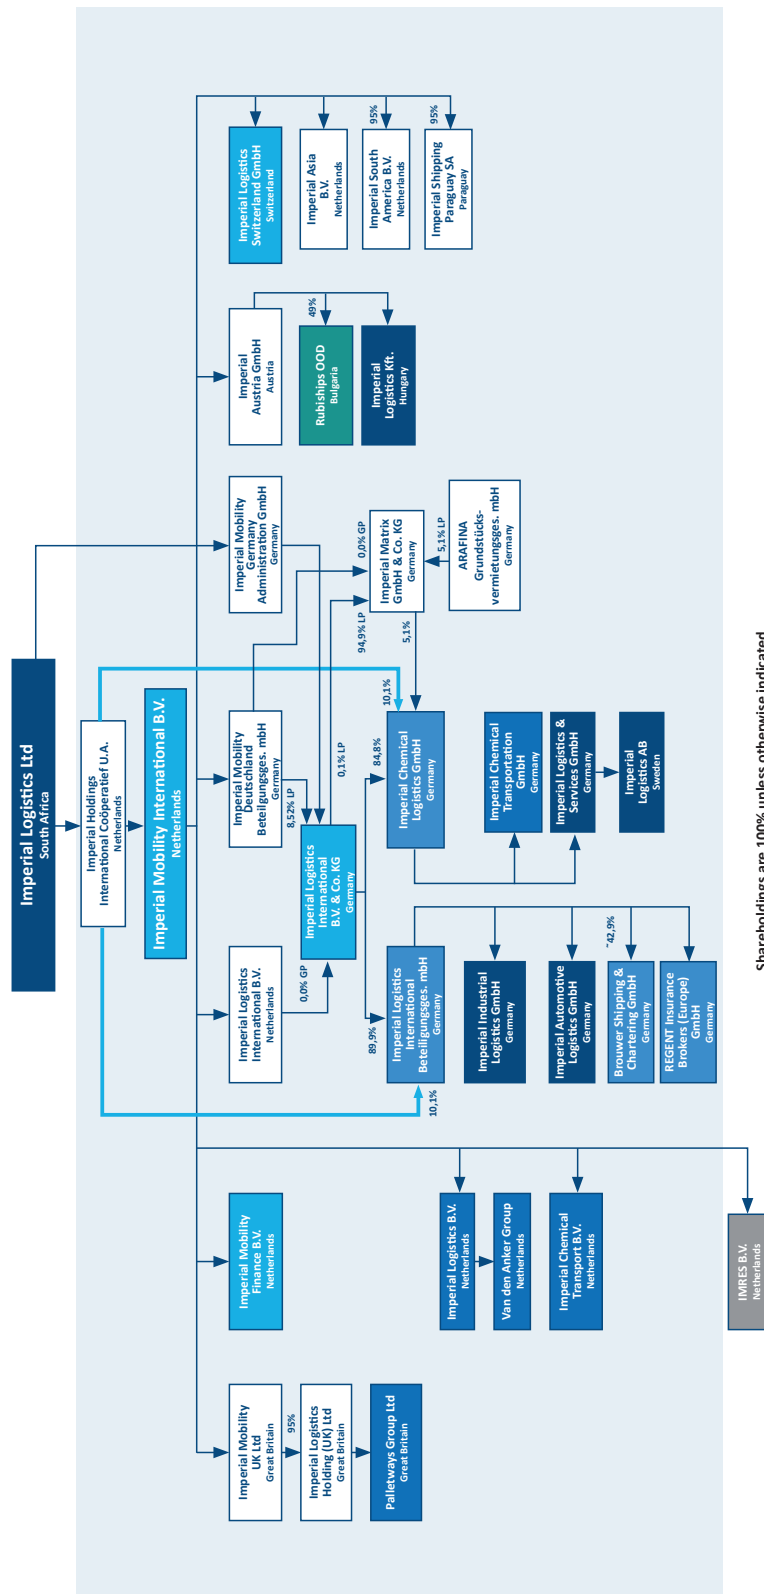 Imperial Logistics Ltd
South Africa
Imperial Holdings
International Coöperatief U.A.
Netherlands
Imperial Mobility International B.V.
Netherlands
Imperial Mobility
UK Ltd
Great Britain
95%
Imperial Logistics
Holding (UK) Ltd
Great Britain
Palletways Group Ltd
Great Britain
Imperial Mobility
Finance B.V.
Netherlands
Imperial Logistics B.V.
Netherlands
Van den Anker Group
Netherlands
Imperial Chemical
Transport B.V.
Netherlands
IMRES B.V.
Netherlands
Imperial Logistics
International B.V.
Netherlands
0,0% GP
Imperial Mobility
Deutschland
Beteilgungsges. mbH
Germany
8,52% LP
Imperial Mobility
Germany
Administration GmbH
Germany
0,1% LP
Imperial Logistics
International
B.V. & Co. KG
Germany
94,9% LP
0,0% GP
Imperial Matrix
GmbH & Co. KG
Germany
5,1% LP
ARAFINA
Grundstücks-
vermietungsges. mbH
Germany
5,1%
10,1%
89,9%
Imperial Logistics
International
Beteiligungsges. mbH
Germany
10,1%
84,8%
Imperial Chemical
Logistics GmbH
Germany
Imperial Industrial
Logistics GmbH
Germany
Imperial Automotive
Logistics GmbH
Germany
~42,9%
Brouwer Shipping &
Chartering GmbH
Germany
REGENT Insurance
Brokers (Europe)
GmbH
Germany
Imperial Chemical
Transportation
GmbH
Germany
Imperial Logistics &
Services GmbH
Germany
Imperial
Logistics AB
Sweden
Imperial
Austria GmbH
Austria
49%
Rubiships OOD
Bulgaria
Imperial
Logistics Kft.
Hungary
Imperial Logistics
Switzerland GmbH
Switzerland
Imperial Asia
B.V.
Netherlands
95%
Imperial South
America B.V.
Netherlands
95%
Imperial Shipping
Paraguay SA
Paraguay
Shareholdings are 100% unless otherwise indicated